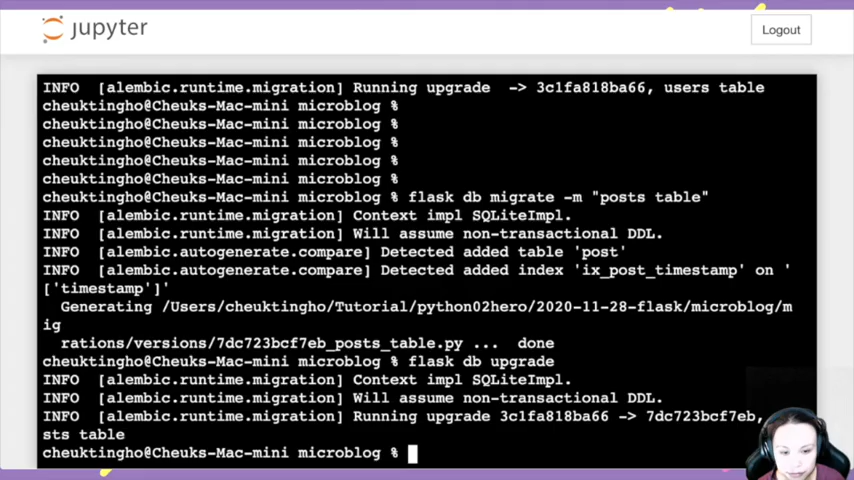 jupyter
Logout
INFO  [alembic.runtime.migration] Running upgrade  -> 3c1fa818ba66, users table
cheuktingho@Cheuks-Mac-mini microblog %
cheuktingho@Cheuks-Mac-mini microblog %
cheuktingho@Cheuks-Mac-mini microblog %
cheuktingho@Cheuks-Mac-mini microblog %
cheuktingho@Cheuks-Mac-mini microblog %
cheuktingho@Cheuks-Mac-mini microblog % flask db migrate -m "posts table"
INFO  [alembic.runtime.migration] Context impl SQLiteImpl.
INFO  [alembic.runtime.migration] Will assume non-transactional DDL.
INFO  [alembic.autogenerate.compare] Detected added table 'post'
INFO  [alembic.autogenerate.compare] Detected added index 'ix_post_timestamp' on '
['timestamp']'
  Generating /Users/cheuktingho/Tutorial/python02hero/2020-11-28-flask/microblog/m
ig
  rations/versions/7dc723bcf7eb_posts_table.py ...  done
cheuktingho@Cheuks-Mac-mini microblog % flask db upgrade
INFO  [alembic.runtime.migration] Context impl SQLiteImpl.
INFO  [alembic.runtime.migration] Will assume non-transactional DDL.
INFO  [alembic.runtime.migration] Running upgrade 3c1fa818ba66 -> 7dc723bcf7eb,
sts table
cheuktingho@Cheuks-Mac-mini microblog %